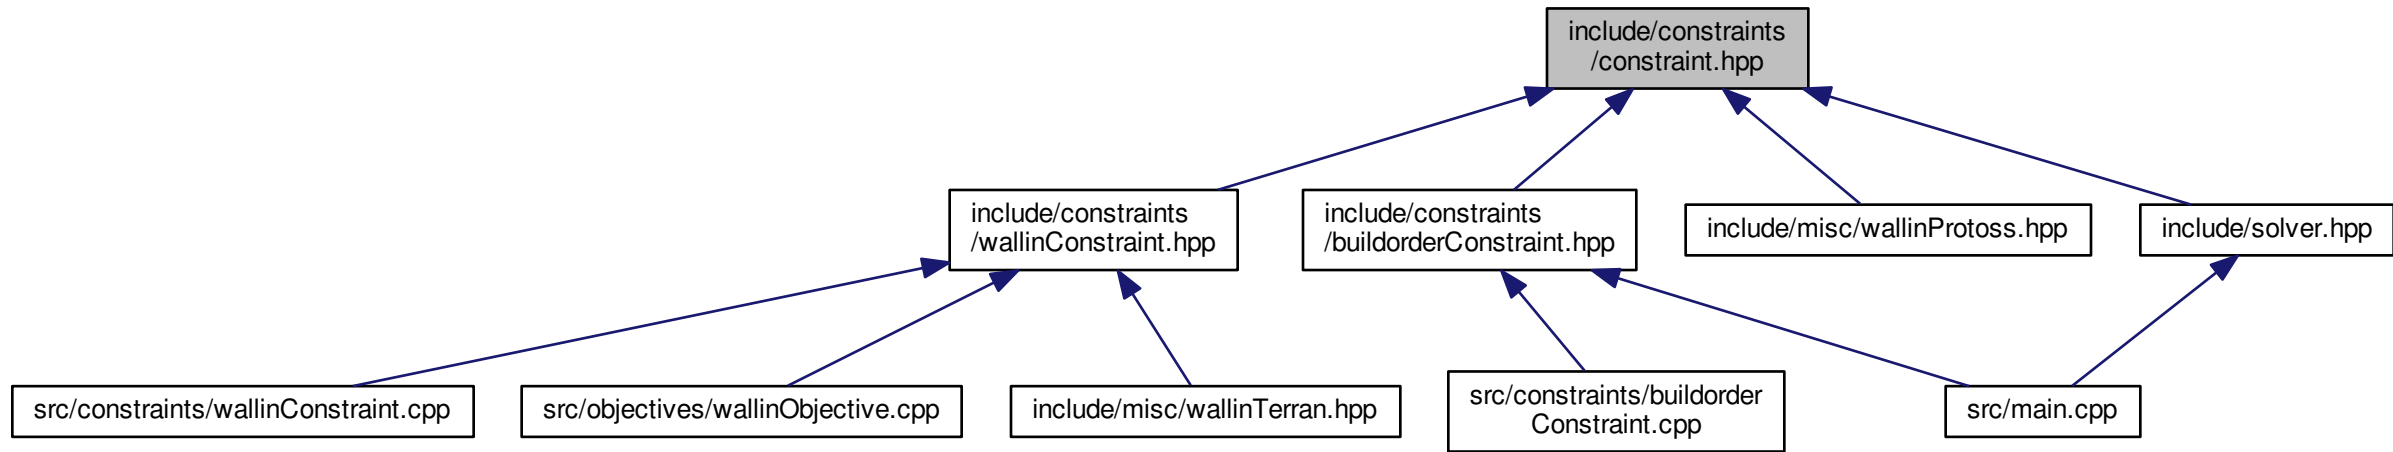 include/constraints
/constraint.hpp
include/constraints
/wallinConstraint.hpp
include/constraints
/buildorderConstraint.hpp
include/misc/wallinProtoss.hpp
include/solver.hpp
src/constraints/wallinConstraint.cpp
src/objectives/wallinObjective.cpp
include/misc/wallinTerran.hpp
src/constraints/buildorder
Constraint.cpp
src/main.cpp